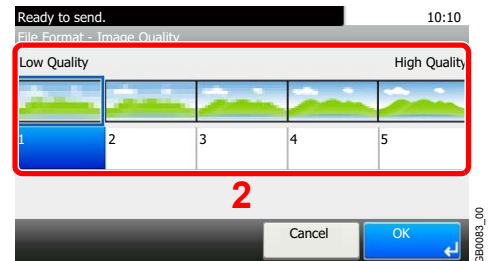 Ready to send. 10:10
File Format - Image Quality
Low Quality High Quality
1 2 3 4 5
2
Cancel OK
GB0083_00